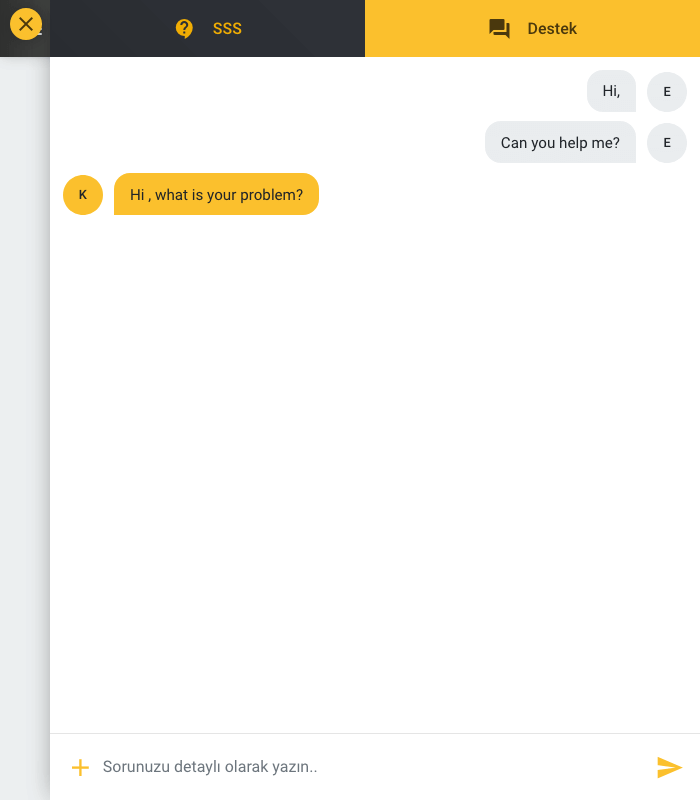 SSS
Destek
Hi,
E
Can you help me?
E
K
Hi , what is your problem?
Sorunuzu detaylı olarak yazın..